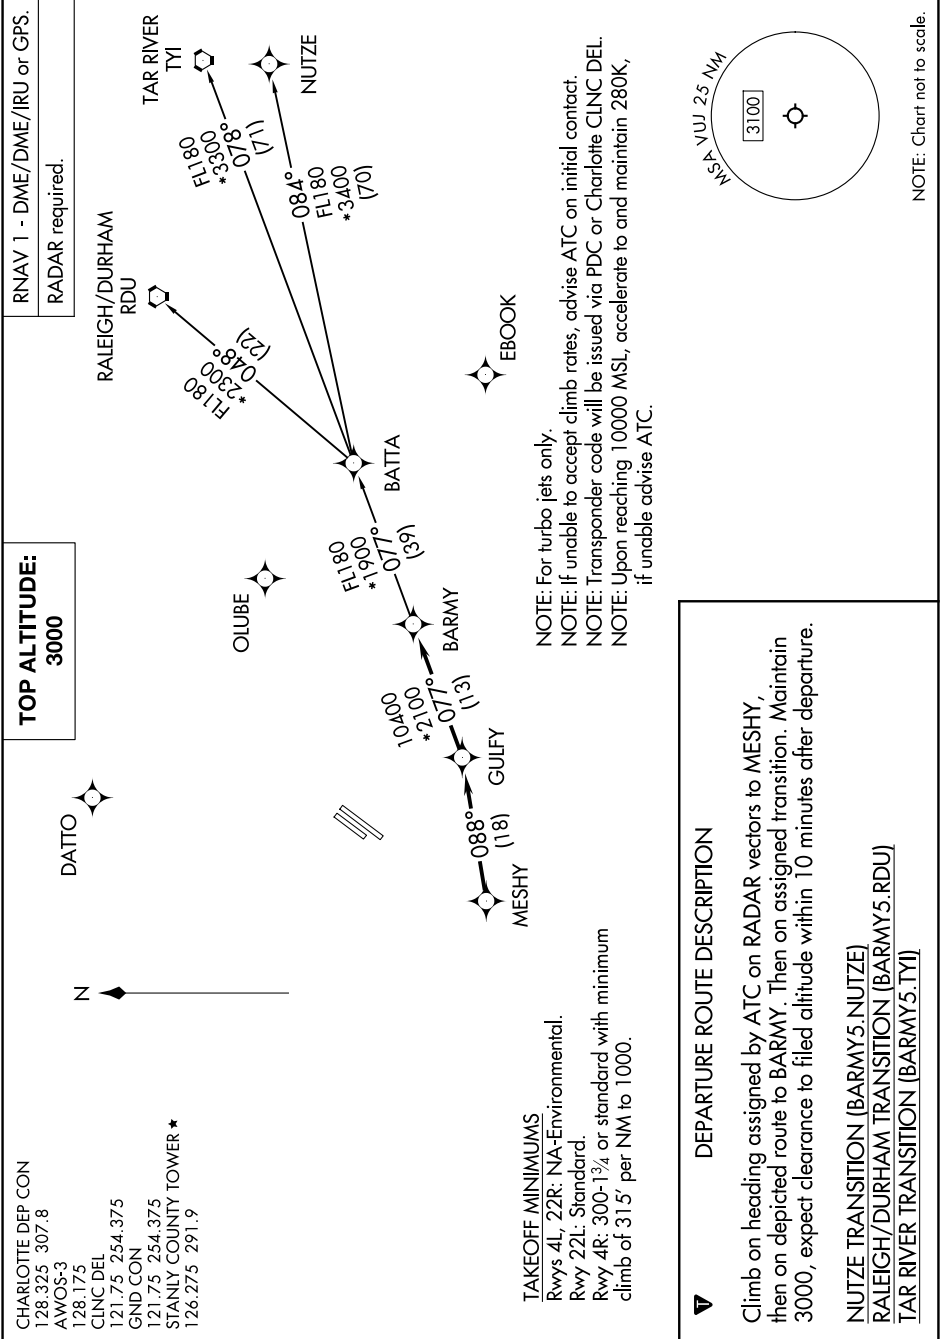 CHARLOTTE DEP CON
128.325 307.8
AWOS-3
128.175
CLNC DEL
121.75 254.375
GND CON
121.75 254.375
STANLY COUNTY TOWER ★
126.275 291.9
TOP ALTITUDE:
3000
RNAV 1 - DME/DME/IRU or GPS.
RADAR required.
N
DATTO
OLUBE
RALEIGH/DURHAM
RDU
TAR RIVER
TYI
NUTZE
FL180
*2300
048°
(22)
FL180
*3300
078°
(71)
084°
FL180
*3400
(70)
BATTA
FL180
*1900
077°
(39)
BARMY
10400
*2100
077°
(13)
GULFY
088°
(18)
MESHY
EBOOK
NOTE: For turbo jets only.
NOTE: If unable to accept climb rates, advise ATC on initial contact.
NOTE: Transponder code will be issued via PDC or Charlotte CLNC DEL.
NOTE: Upon reaching 10000 MSL, accelerate to and maintain 280K,
if unable advise ATC.
MSA VUJ 25 NM
3100
NOTE: Chart not to scale.
TAKEOFF MINIMUMS
Rwys 4L, 22R: NA-Environmental.
Rwy 22L: Standard.
Rwy 4R: 300-1¾ or standard with minimum
climb of 315' per NM to 1000.
T
DEPARTURE ROUTE DESCRIPTION
Climb on heading assigned by ATC on RADAR vectors to MESHY,
then on depicted route to BARMY. Then on assigned transition. Maintain
3000, expect clearance to filed altitude within 10 minutes after departure.
NUTZE TRANSITION (BARMY5.NUTZE)
RALEIGH/DURHAM TRANSITION (BARMY5.RDU)
TAR RIVER TRANSITION (BARMY5.TYI)